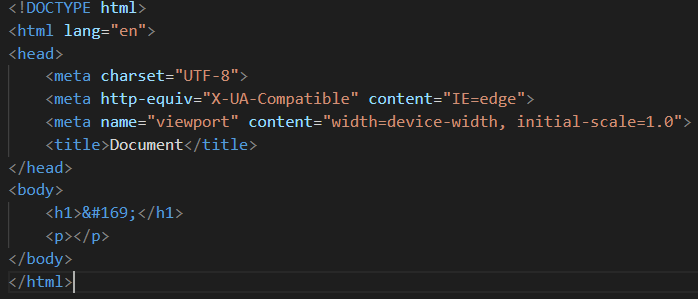 <!DOCTYPE html>
<html lang="en">
<head>
    <meta charset="UTF-8">
    <meta http-equiv="X-UA-Compatible" content="IE=edge">
    <meta name="viewport" content="width=device-width, initial-scale=1.0">
    <title>Document</title>
</head>
<body>
    <h1>&#169;</h1>
    <p></p>
</body>
</html>